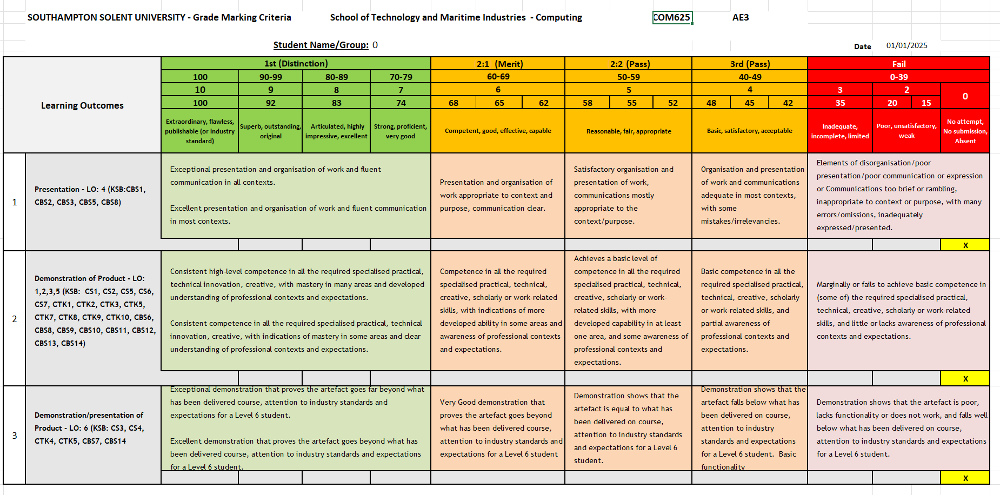 SOUTHAMPTON SOLENT UNIVERSITY - Grade Marking Criteria School of Technology and Maritime Industries - Computing COM625 AE3
Student Name/Group: 0 Date 01/01/2025
Learning Outcomes
1st (Distinction) 2:1 (Merit) 2:2 (Pass) 3rd (Pass) Fail
100 90-99 80-89 70-79 60-69 50-59 40-49 0-39
10 9 8 7 6 5 4 3 2 0
100 92 83 74 68 65 62 58 55 52 48 45 42 35 20 15
Extraordinary, flawless,
publishable (or industry
standard)
Superb, outstanding,
original
Articulated, highly
impressive, excellent
Strong, proficient,
very good
Competent, good, effective, capable
Reasonable, fair, appropriate
Basic, satisfactory, acceptable
Inadequate,
incomplete, limited
Poor, unsatisfactory,
weak
No attempt,
No submission,
Absent
1
Presentation - LO: 4 (KSB:CBS1,
CBS2, CBS3, CBS5, CBS8)
Exceptional presentation and organisation of work and fluent
communication in all contexts.
Excellent presentation and organisation of work and fluent communication
in most contexts.
Presentation and organisation of
work appropriate to context and
purpose, communication clear.
Satisfactory organisation and
presentation of work,
communications mostly
appropriate to the
context/purpose.
Organisation and presentation
of work and communications
adequate in most contexts,
with some
mistakes/irrelevancies.
Elements of disorganisation/poor
presentation/poor communication or expression
or Communications too brief or rambling,
inappropriate to context or purpose, with many
errors/omissions, inadequately
expressed/presented.
X
2
Demonstration of Product - LO:
1,2,3,5 (KSB: CS1, CS2, CS5, CS6,
CS7, CTK1, CTK2, CTK3, CTK5,
CTK7, CTK8, CTK9, CTK10, CBS6,
CBS8, CBS9, CBS10, CBS11, CBS12,
CBS13, CBS14)
Consistent high-level competence in all the required specialised practical,
technical innovation, creative, with mastery in many areas and developed
understanding of professional contexts and expectations.
Consistent competence in all the required specialised practical, technical
innovation, creative, with indications of mastery in some areas and clear
understanding of professional contexts and expectations.
Competence in all the required
specialised practical, technical,
creative, scholarly or work-related
skills, with indications of more
developed ability in some areas and
awareness of professional contexts
and expectations.
Achieves a basic level of
competence in all the required
specialised practical, technical,
creative, scholarly or work-
related skills, with more
developed capability in at least
one area, and some awareness of
professional contexts and
expectations.
Basic competence in all the
required specialised practical,
technical, creative, scholarly
or work-related skills, and
partial awareness of
professional contexts and
expectations.
Marginally or fails to achieve basic competence in
(some of) the required specialised practical,
technical, creative, scholarly or work-related
skills, and little or lacks awareness of professional
contexts and expectations.
X
3
Demonstration/presentation of
Product - LO: 6 (KSB: CS3, CS4,
CTK4, CTK5, CBS7, CBS14
Exceptional demonstration that proves the artefact goes far beyond what
has been delivered course, attention to industry standards and
expectations for a Level 6 student.
Excellent demonstration that proves the artefact goes beyond what has
been delivered course, attention to industry standards and expectations
for a Level 6 student.
Very Good demonstration that
proves the artefact goes beyond
what has been delivered course,
attention to industry standards and
expectations for a Level 6 student
Demonstration shows that the
artefact is equal to what has
been delivered on course,
attention to industry standards
and expectations for a Level 6
student.
Demonstration shows that the
artefact falls below what has
been delivered on course,
attention to industry
standards and expectations
for a Level 6 student. Basic
functionality
Demonstration shows that the artefact is poor,
lacks functionality or does not work, and falls well
below what has been delivered on course,
attention to industry standards and expectations
for a Level 6 student.
X